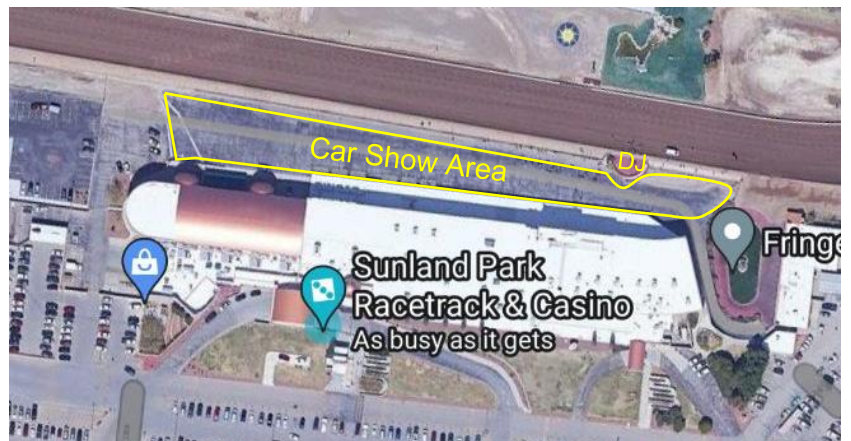 DJ
Car Show Area
Fringe
Sunland Park
Racetrack & Casino
As busy as it gets